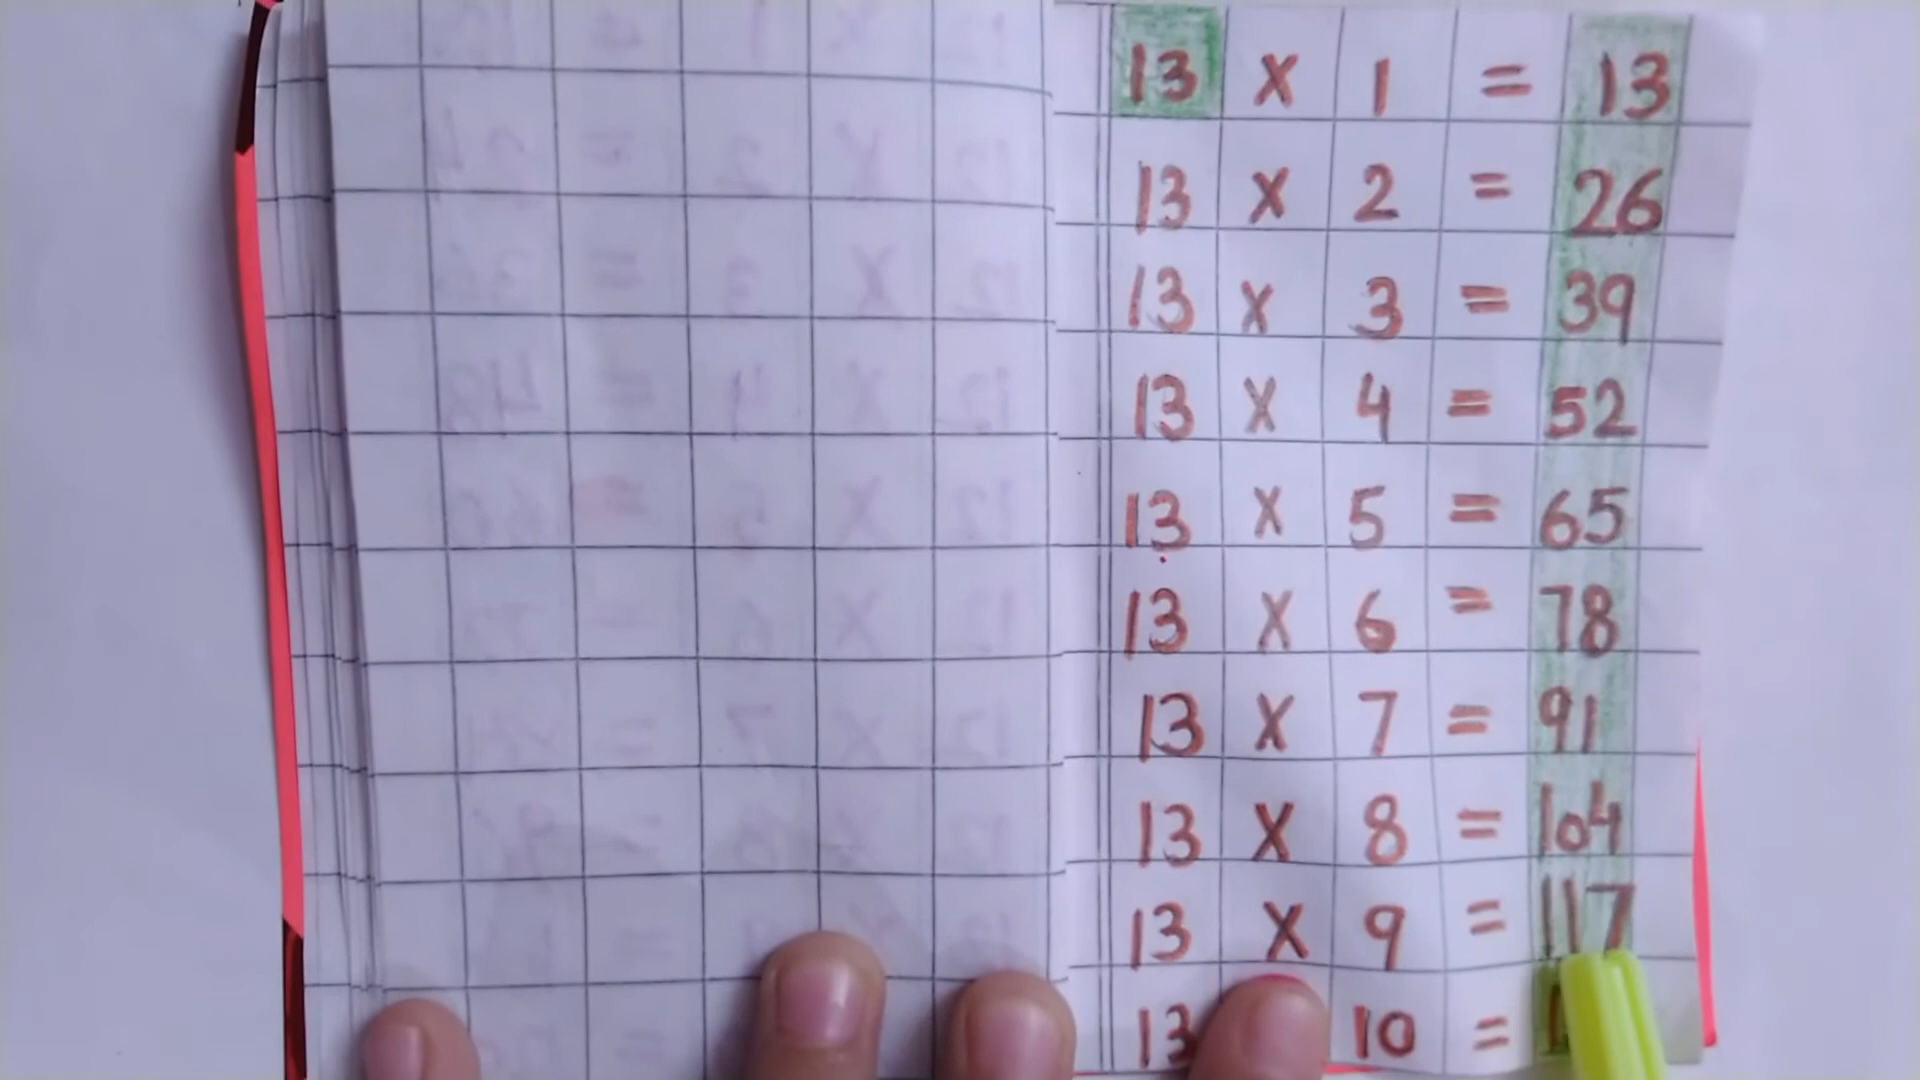 13 X 1 = 13
13 X 2 = 26
13 X 3 = 39
13 X 4 = 52
13 X 5 = 65
13 X 6 = 78
13 X 7 = 91
13 X 8 = 104
13 X 9 = 117
13 10 =